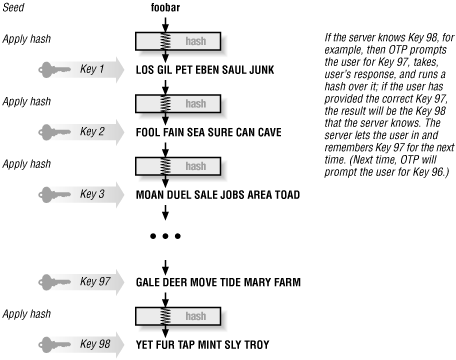 Seed
foobar
Apply hash
hash
Key 1
LOS GIL PET EBEN SAUL JUNK
Apply hash
hash
Key 2
FOOL FAIN SEA SURE CAN CAVE
Apply hash
hash
Key 3
MOAN DUEL SALE JOBS AREA TOAD
Key 97
GALE DEER MOVE TIDE MARY FARM
Apply hash
hash
Key 98
YET FUR TAP MINT SLY TROY
If the server knows Key 98, for
example, then OTP prompts
the user for Key 97, takes,
user's response, and runs a
hash over it; if the user has
provided the correct Key 97,
the result will be the Key 98
that the server knows. The
server lets the user in and
remembers Key 97 for the next
time. (Next time, OTP will
prompt the user for Key 96.)